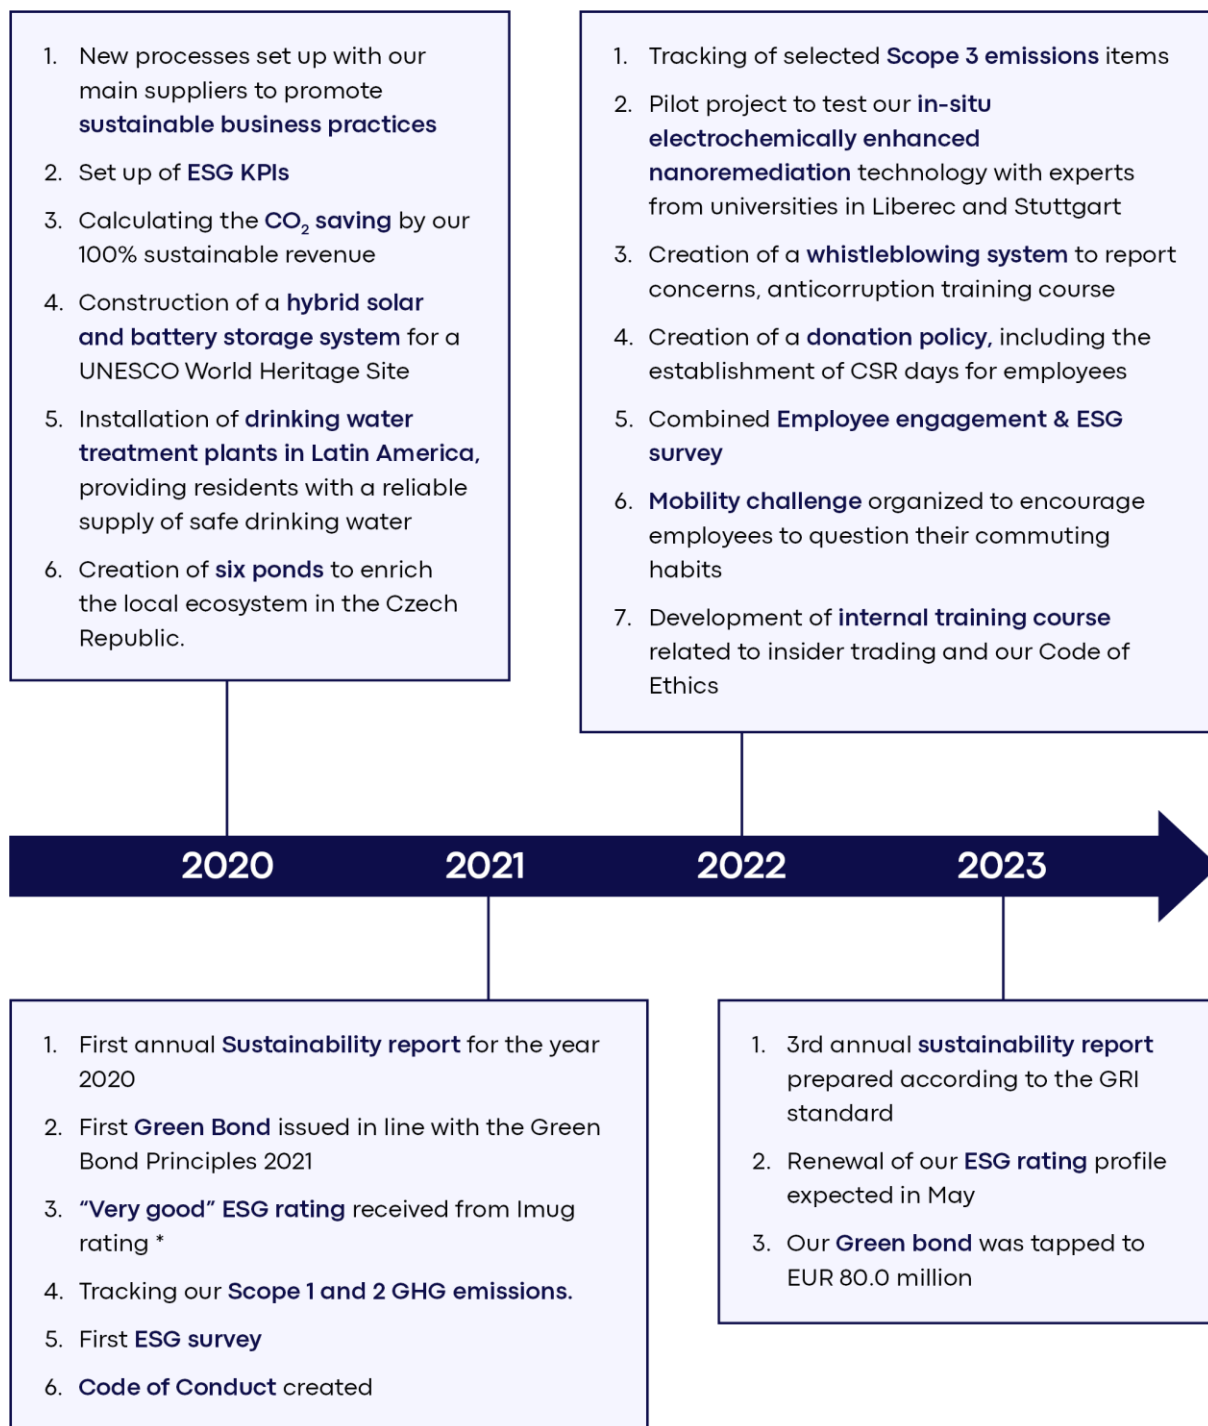 1. New processes set up with our
main suppliers to promote
sustainable business practices
2. Set up of ESG KPIs
3. Calculating the CO₂ saving by our
100% sustainable revenue
4. Construction of a hybrid solar
and battery storage system for a
UNESCO World Heritage Site
5. Installation of drinking water
treatment plants in Latin America,
providing residents with a reliable
supply of safe drinking water
6. Creation of six ponds to enrich
the local ecosystem in the Czech
Republic.
1. Tracking of selected Scope 3 emissions items
2. Pilot project to test our in-situ
electrochemically enhanced
nanoremediation technology with experts
from universities in Liberec and Stuttgart
3. Creation of a whistleblowing system to report
concerns, anticorruption training course
4. Creation of a donation policy, including the
establishment of CSR days for employees
5. Combined Employee engagement & ESG
survey
6. Mobility challenge organized to encourage
employees to question their commuting
habits
7. Development of internal training course
related to insider trading and our Code of
Ethics
2020 2021 2022 2023
1. First annual Sustainability report for the year
2020
2. First Green Bond issued in line with the Green
Bond Principles 2021
3. “Very good” ESG rating received from Imug
rating *
4. Tracking our Scope 1 and 2 GHG emissions.
5. First ESG survey
6. Code of Conduct created
1. 3rd annual sustainability report
prepared according to the GRI
standard
2. Renewal of our ESG rating profile
expected in May
3. Our Green bond was tapped to
EUR 80.0 million